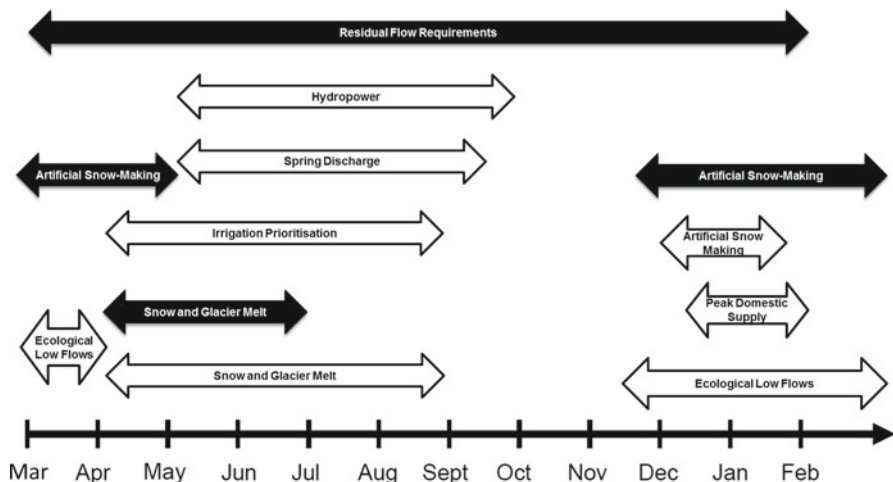 Residual Flow Requirements
Hydropower
Spring Discharge
Artificial Snow-Making
Artificial Snow-Making
Irrigation Prioritisation
Artificial Snow
Making
Snow and Glacier Melt
Peak Domestic
Supply
Ecological
Low Flows
Snow and Glacier Melt
Ecological Low Flows
Mar Apr May Jun Jul Aug Sept Oct Nov Dec Jan Feb